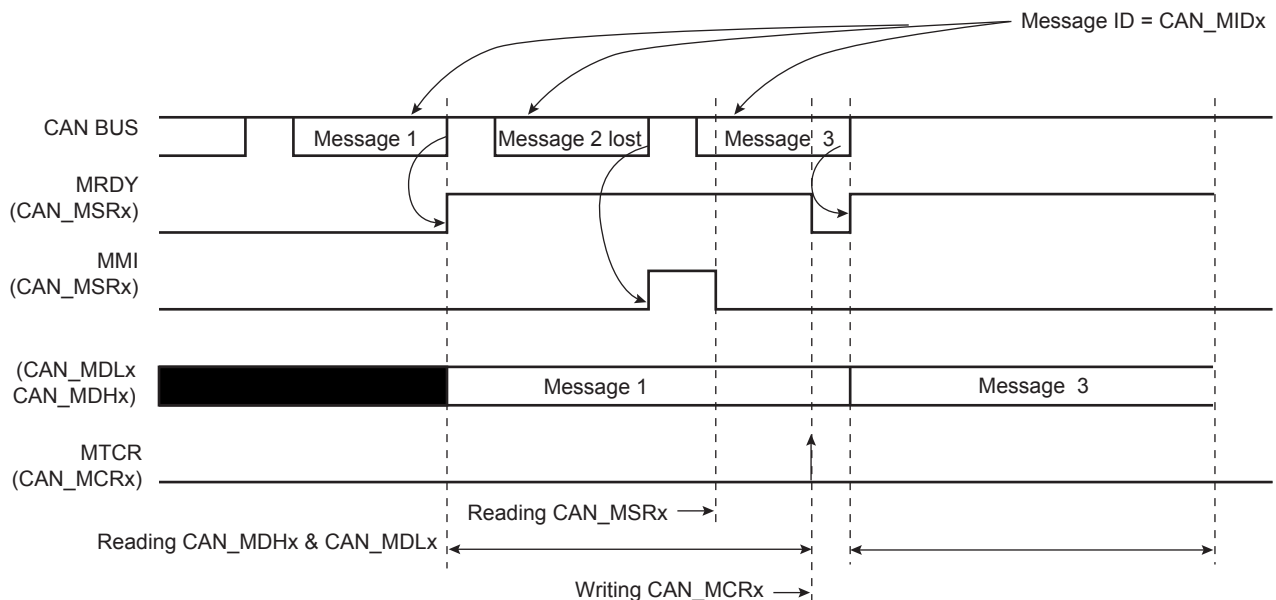 Message ID = CAN_MIDx
CAN BUS
Message 1
Message 2 lost
Message 3
MRDY
(CAN_MSRx)
MMI
(CAN_MSRx)
(CAN_MDLx
CAN_MDHx)
Message 1
Message 3
MTCR
(CAN_MCRx)
Reading CAN_MSRx
Reading CAN_MDHx & CAN_MDLx
Writing CAN_MCRx